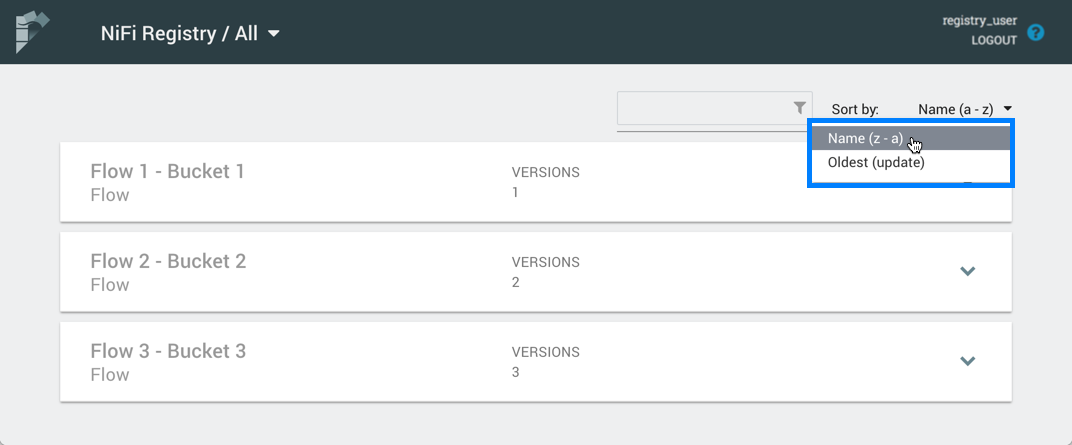 NiFi Registry / All
registry_user
LOGOUT
?
Sort by: Name (a - z)
Name (z - a)
Oldest (update)
Flow 1 - Bucket 1
Flow
VERSIONS
1
Flow 2 - Bucket 2
Flow
VERSIONS
2
Flow 3 - Bucket 3
Flow
VERSIONS
3